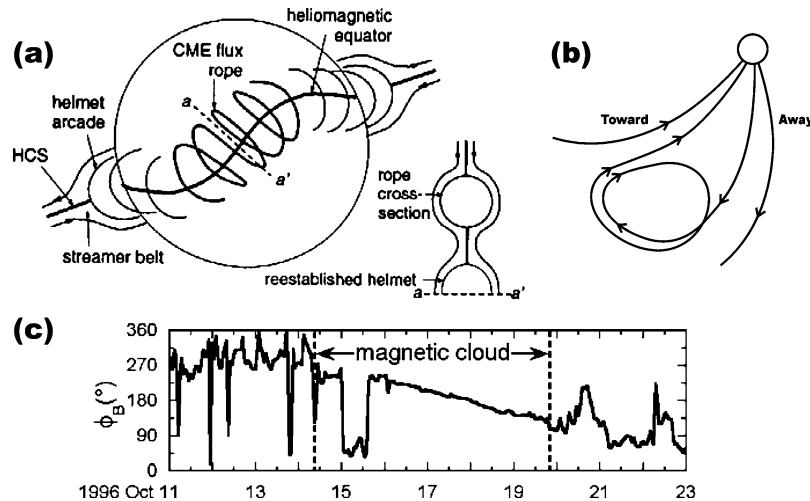 (a)
heliomagnetic
equator
CME flux
rope
a
helmet
arcade
HCS
a'
streamer belt
rope
cross-
section
reestablished helmet
a
a'
(b)
Toward
Away
(c)
360
270
180
90
0
ϕB(°)
magnetic cloud
1996 Oct 11
13
15
17
19
21
23